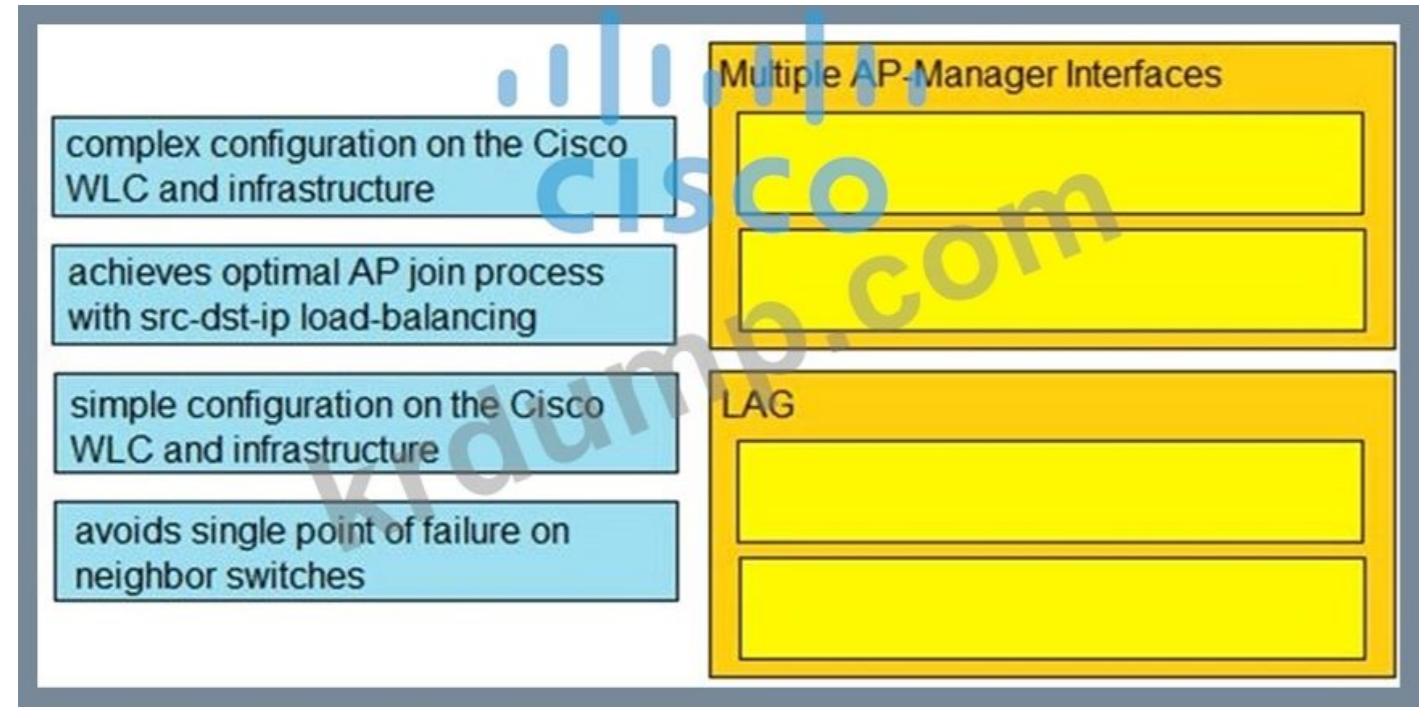 complex configuration on the Cisco
WLC and infrastructure
achieves optimal AP join process
with src-dst-ip load-balancing
simple configuration on the Cisco
WLC and infrastructure
avoids single point of failure on
neighbor switches
Multiple AP-Manager Interfaces
LAG
CISCO
krdump.com